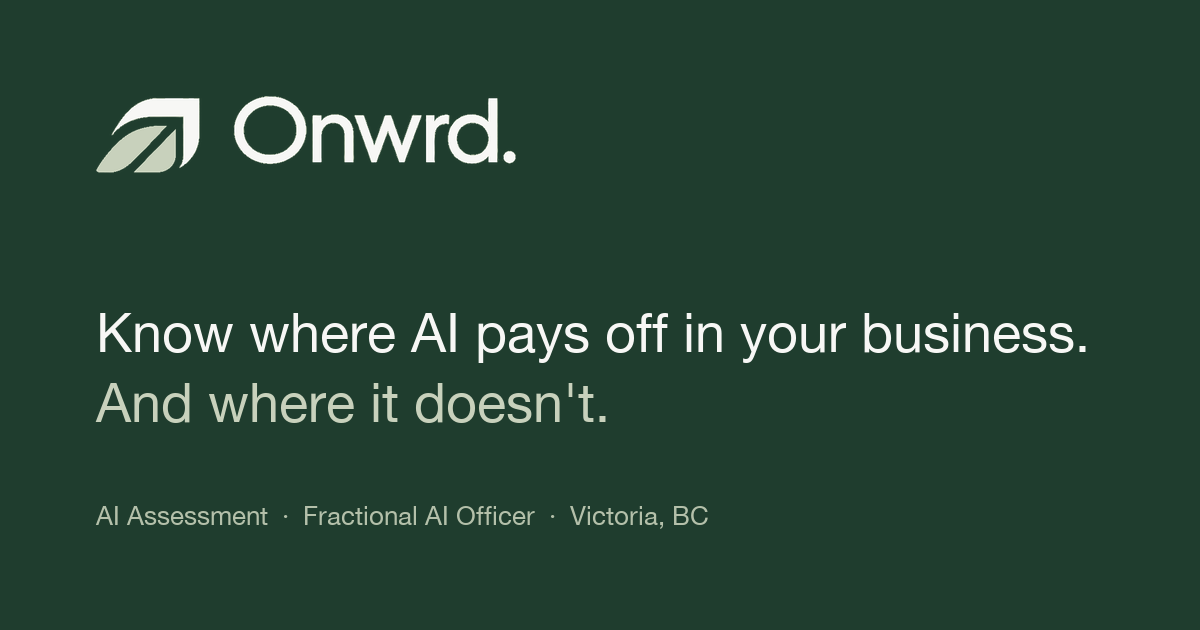 Onwrd.
Know where AI pays off in your business.
And where it doesn't.
AI Assessment · Fractional AI Officer · Victoria, BC